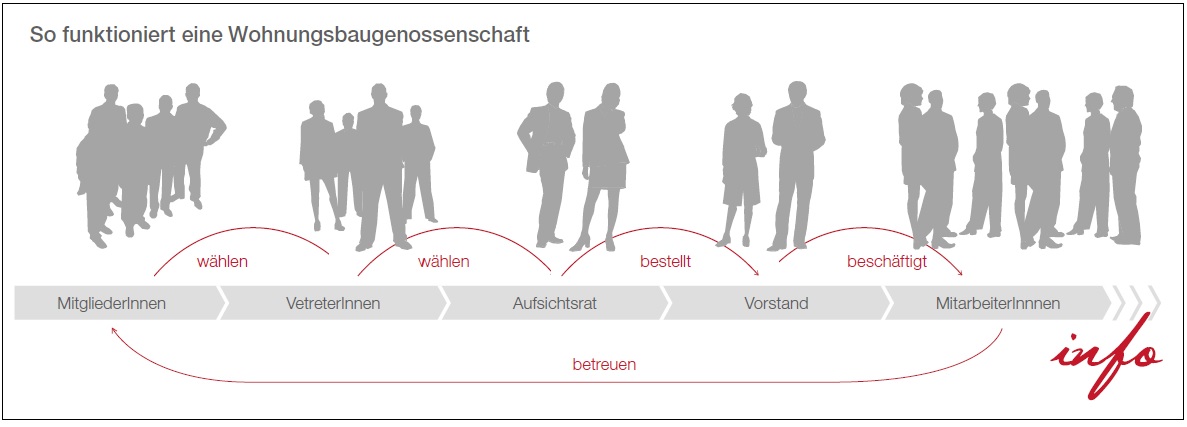 So funktioniert eine Wohnungsbaugenossenschaft
wählen
wählen
bestellt
beschäftigt
MitgliederInnen
VetreterInnen
Aufsichtsrat
Vorstand
MitarbeiterInnnen
betreuen
info